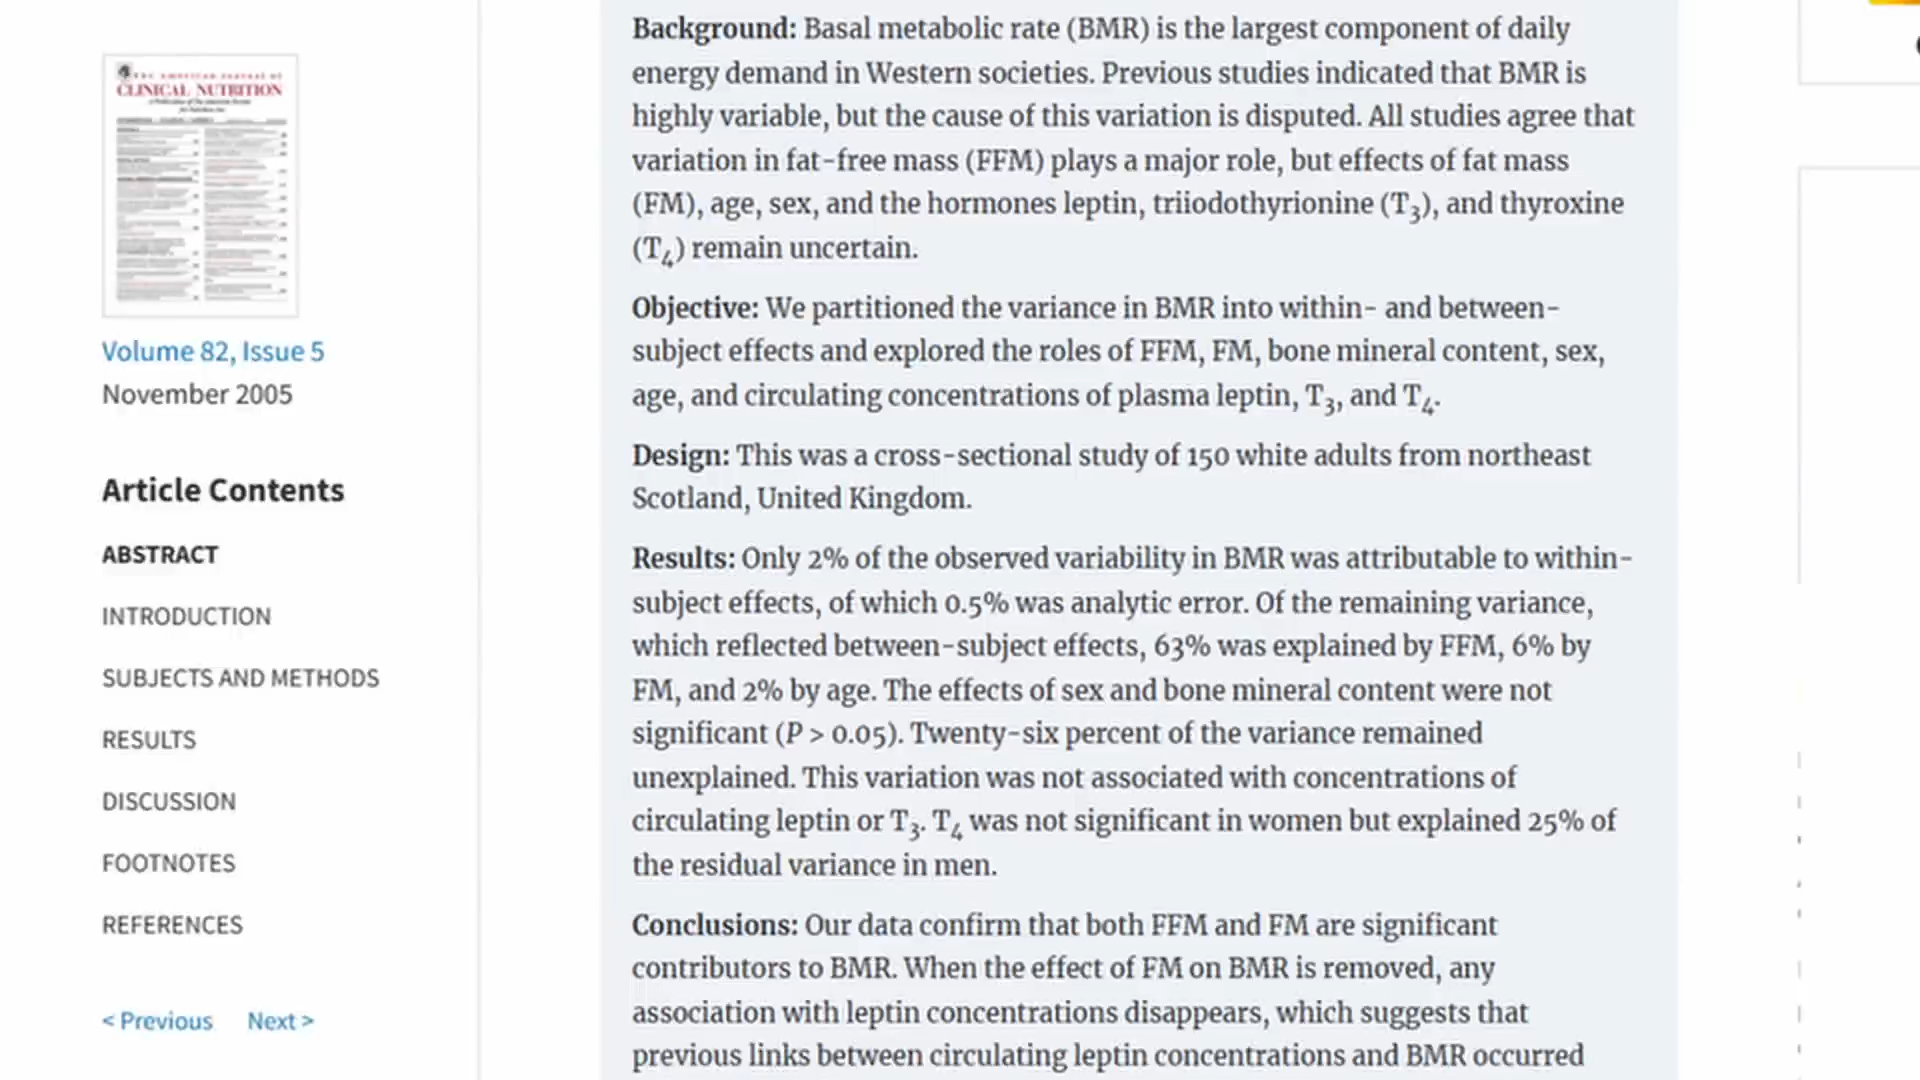 THE AMERICAN JOURNAL OF
CLINICAL NUTRITION
Volume 82, Issue 5
November 2005
Article Contents
ABSTRACT
INTRODUCTION
SUBJECTS AND METHODS
RESULTS
DISCUSSION
FOOTNOTES
REFERENCES
< Previous Next >
Background: Basal metabolic rate (BMR) is the largest component of daily
energy demand in Western societies. Previous studies indicated that BMR is
highly variable, but the cause of this variation is disputed. All studies agree that
variation in fat-free mass (FFM) plays a major role, but effects of fat mass
(FM), age, sex, and the hormones leptin, triiodothyrionine (T₃), and thyroxine
(T₄) remain uncertain.
Objective: We partitioned the variance in BMR into within- and between-
subject effects and explored the roles of FFM, FM, bone mineral content, sex,
age, and circulating concentrations of plasma leptin, T₃, and T₄.
Design: This was a cross-sectional study of 150 white adults from northeast
Scotland, United Kingdom.
Results: Only 2% of the observed variability in BMR was attributable to within-
subject effects, of which 0.5% was analytic error. Of the remaining variance,
which reflected between-subject effects, 63% was explained by FFM, 6% by
FM, and 2% by age. The effects of sex and bone mineral content were not
significant (P > 0.05). Twenty-six percent of the variance remained
unexplained. This variation was not associated with concentrations of
circulating leptin or T₃. T₄ was not significant in women but explained 25% of
the residual variance in men.
Conclusions: Our data confirm that both FFM and FM are significant
contributors to BMR. When the effect of FM on BMR is removed, any
association with leptin concentrations disappears, which suggests that
previous links between circulating leptin concentrations and BMR occurred